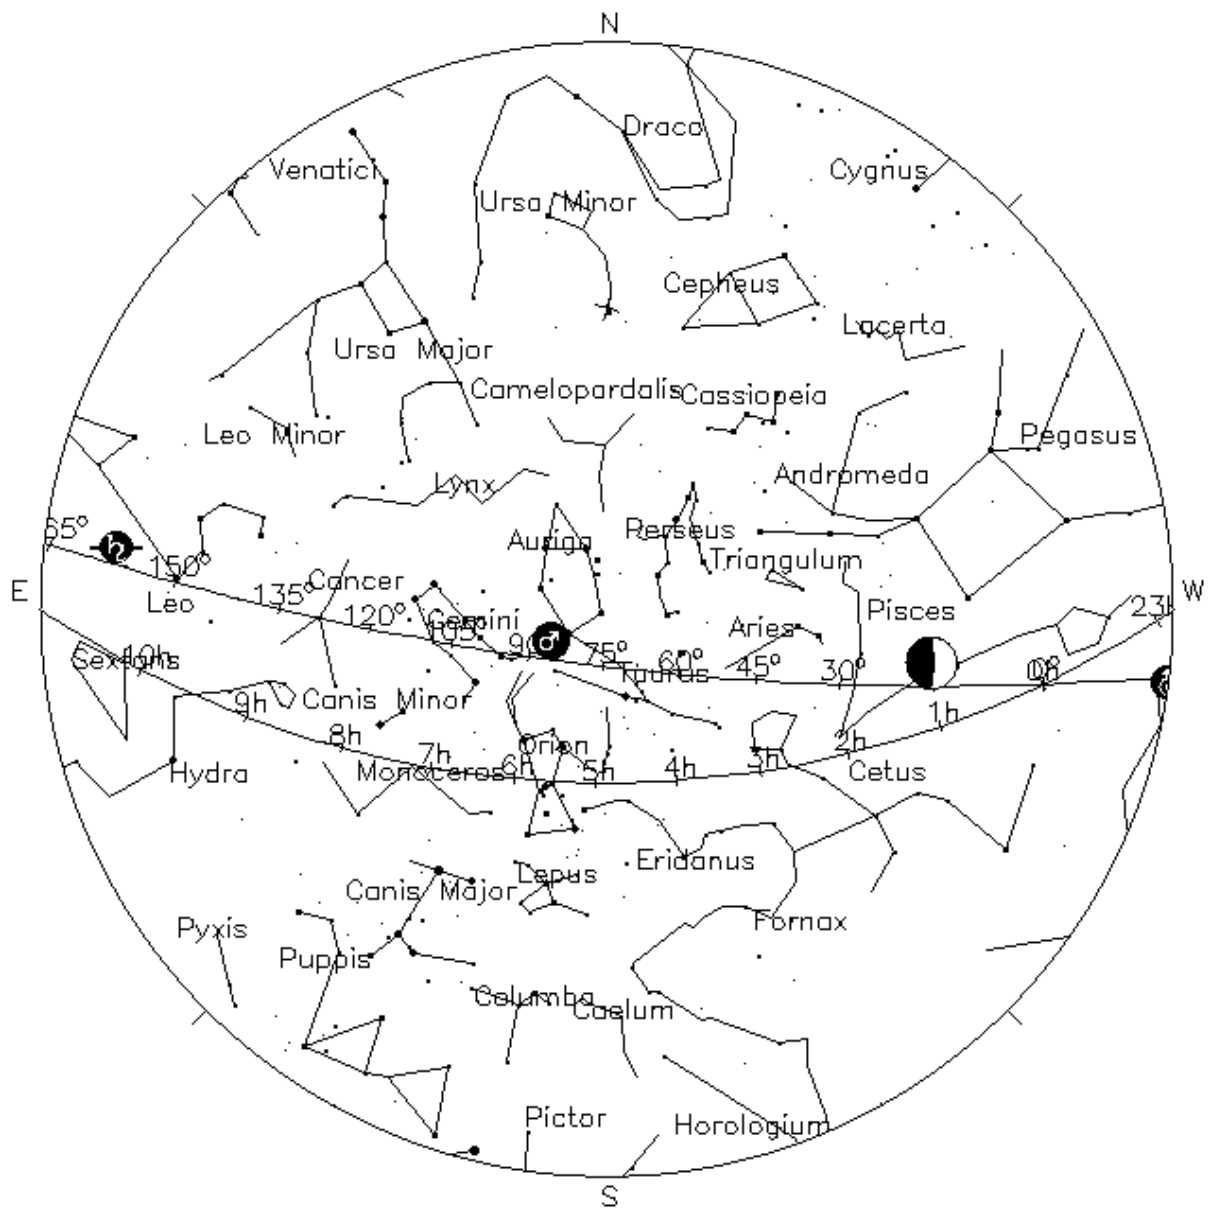 N
Draco
Venatici
Cygnus
Ursa Minor
Cepheus
Lacerta
Ursa Major
Camelopardalis
Cassiopeia
Leo Minor
Pegasus
Andromeda
Lynx
65°
Perseus
Auriga
Triangulum
150°
Cancer
E
W
Leo
135°
Pisces
23h
120°
Gemini
105°
Aries
♂
75°
Sextans
10h
60°
45°
30°
0°
Taurus
Canis Minor
9h
1h
8h
Orion
2h
7h
3h
Hydra
Monoceros
6h
5h
4h
Cetus
Eridanus
Lepus
Canis Major
Fornax
Pyxis
Puppis
Columba
Caelum
Pictor
Horologium
S